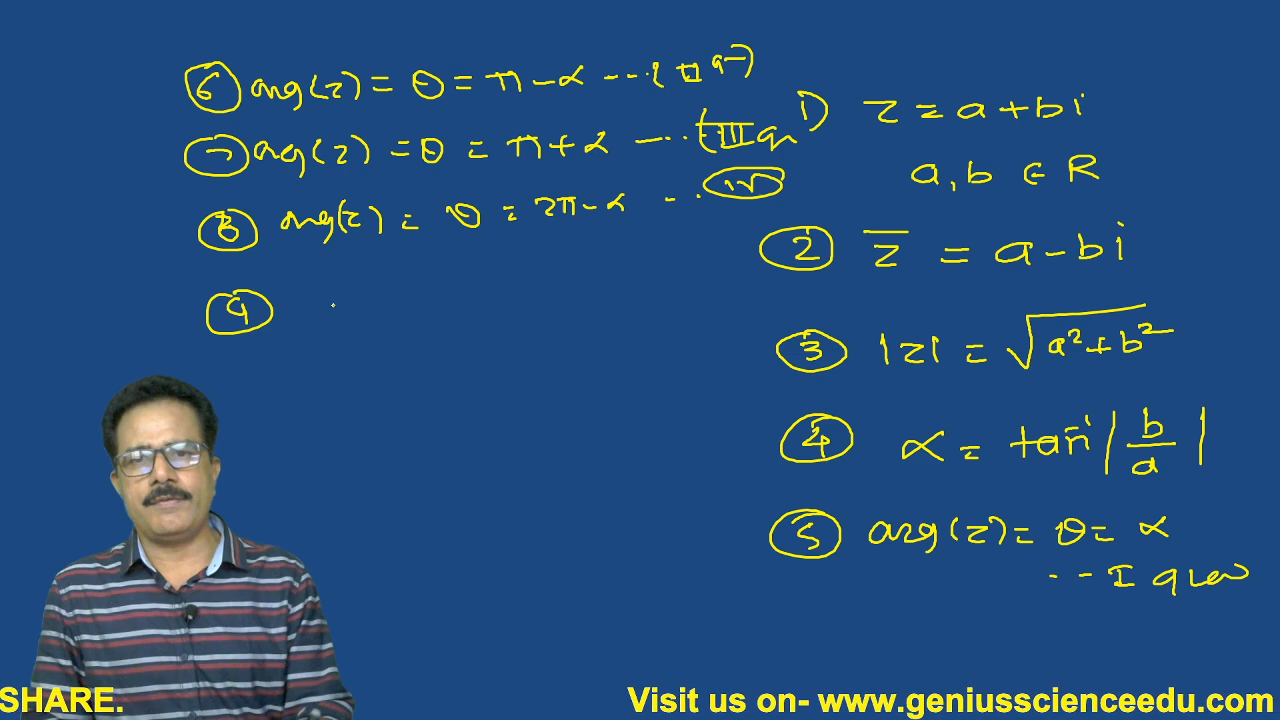 ⑥ arg(z) = θ = π - α ---(II q
⑦ arg(z) = θ = π + α ---(III qr
⑧ arg(z) = θ = 2π - α -- IV
⑨
1) z = a + bi
a, b ∈ R
② z̅ = a - bi
③ |z| = √a²+b²
④ α = tan⁻¹ |b/a|
⑤ arg(z) = θ = α
-- I
SHARE.
Visit us on- www.geniusscienceedu.com